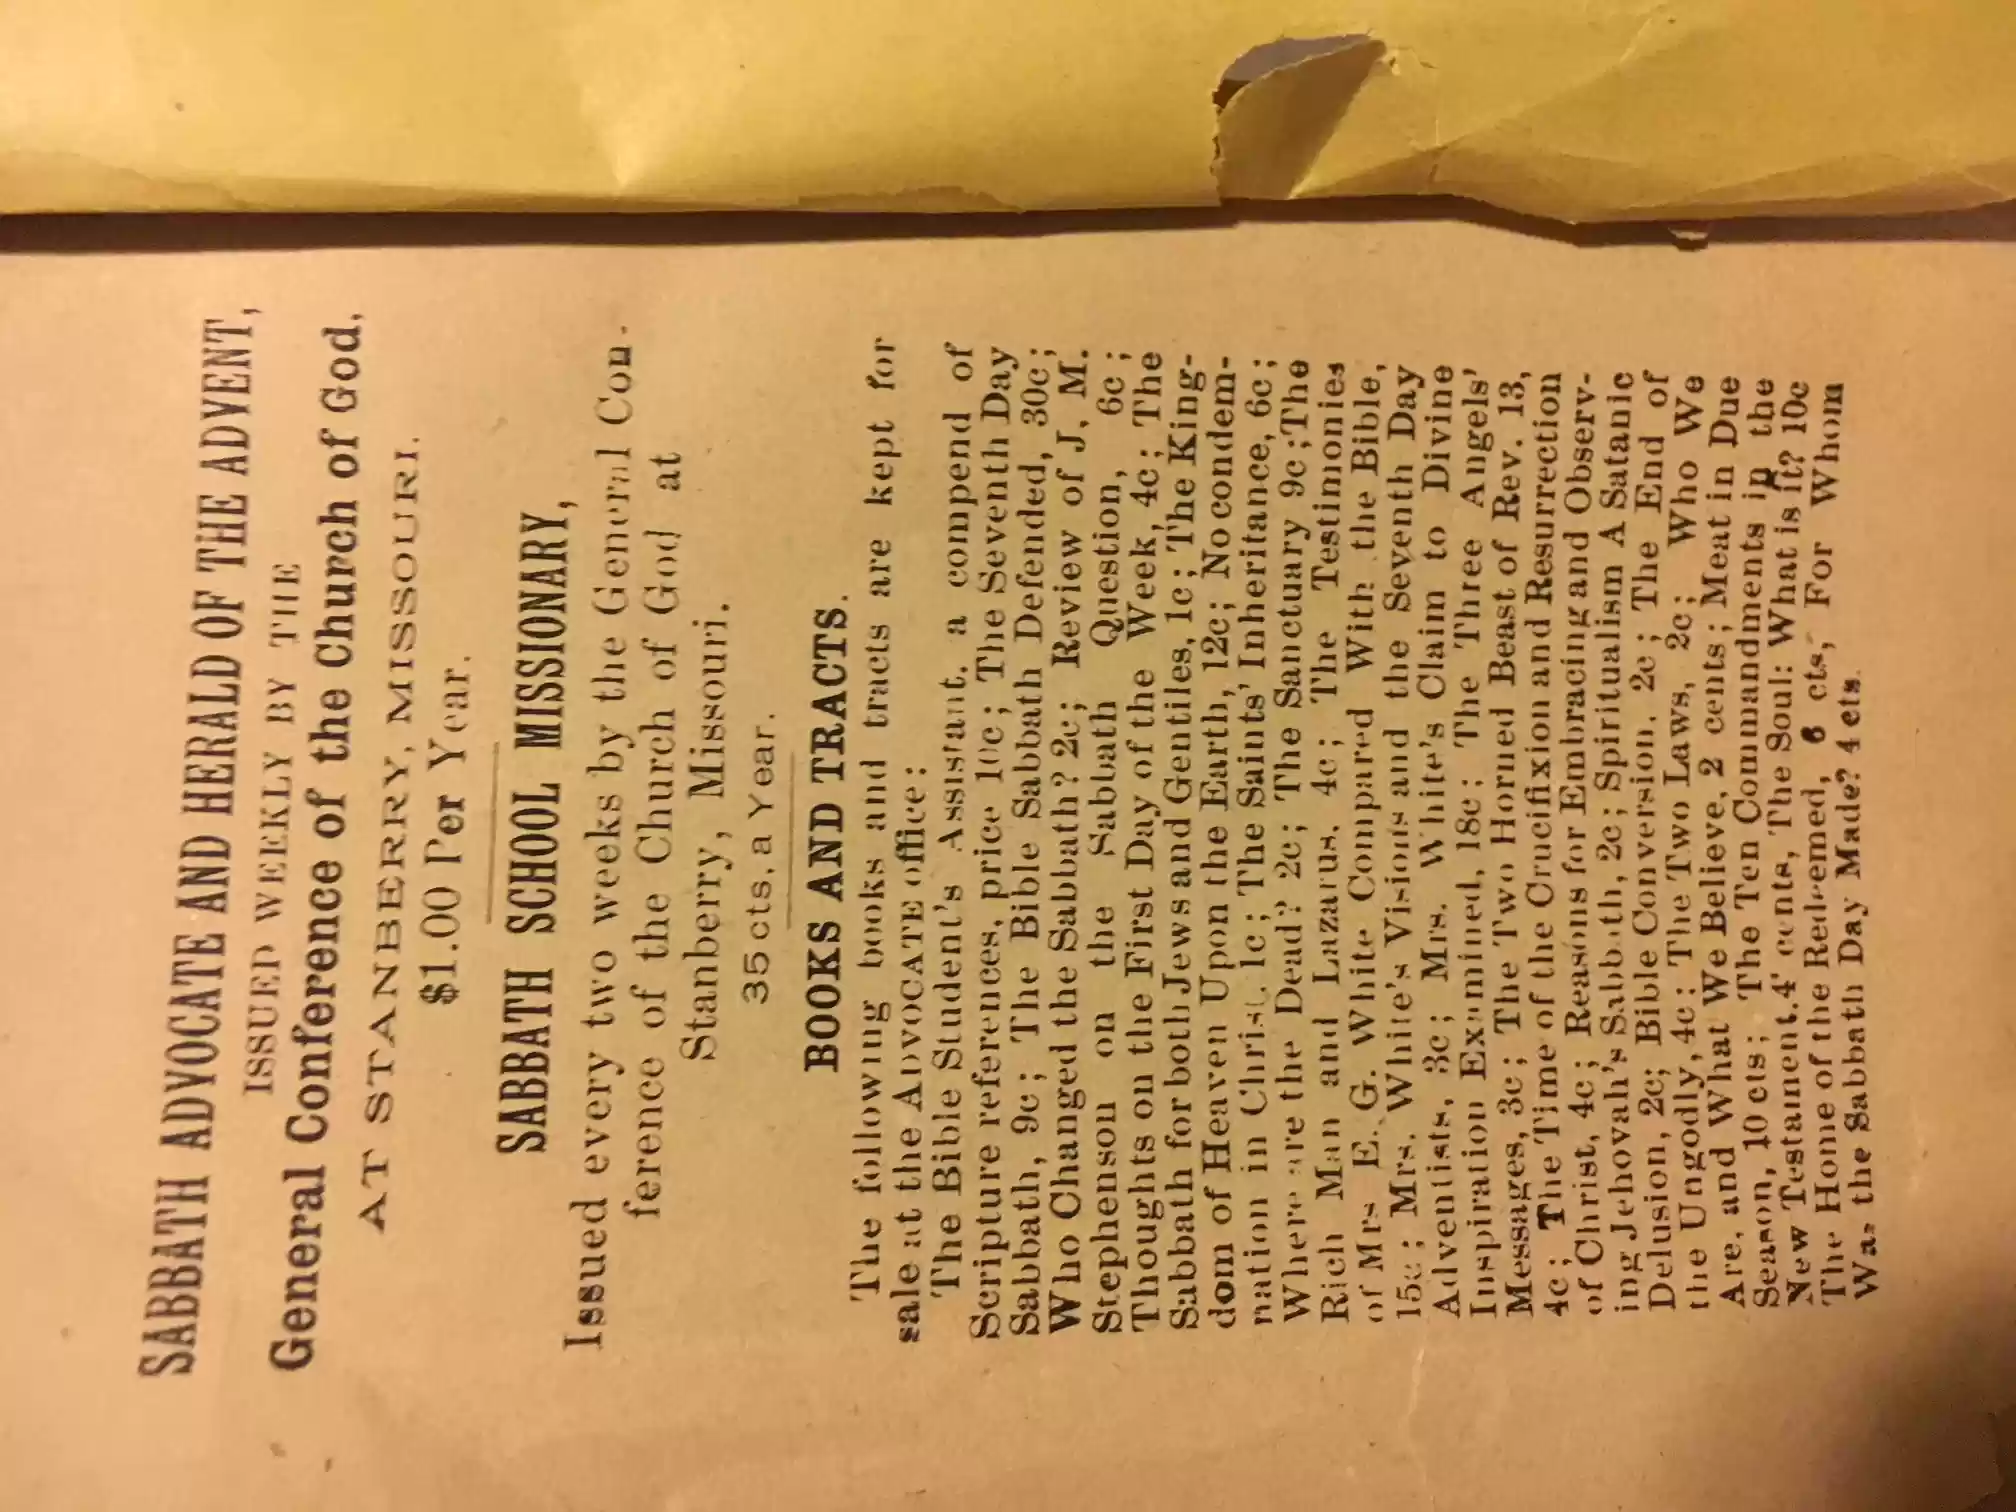 SABBATH ADVOCATE AND HERALD OF THE ADVENT,
ISSUED WEEKLY BY THE
General Conference of the Church of God,
AT STANBERRY, MISSOURI.
$1.00 Per Year.
SABBATH SCHOOL MISSIONARY,
Issued every two weeks by the General Con-
ference of the Church of God at
Stanberry, Missouri.
35 cts. a Year.
BOOKS AND TRACTS.
The following books and tracts are kept for
sale at the ADVOCATE office:
The Bible Student's Assistant, a compend of
Scripture references, price 10c; The Seventh Day
Sabbath, 9c; The Bible Sabbath Defended, 30c;
Who Changed the Sabbath? 2c; Review of J. M.
Stephenson on the Sabbath Question, 6c;
Thoughts on the First Day of the Week, 4c; The
Sabbath for both Jews and Gentiles, 1c; The King-
dom of Heaven Upon the Earth, 12c; No condem-
nation in Christ, 1c; The Saints' Inheritance, 6c;
Where are the Dead? 2c; The Sanctuary 9c; The
Rich Man and Lazarus. 4c; The Testimonies
of Mrs E. G. White Compared With the Bible,
15c; Mrs. White's Visions and the Seventh Day
Adventists, 3c; Mrs. White's Claim to Divine
Inspiration Examined, 18c; The Three Angels'
Messages, 3c; The Two Horned Beast of Rev. 13,
4c; The Time of the Crucifixion and Resurrection
of Christ, 4c; Reasons for Embracing and Observ-
ing Jehovah's Sabbath, 2c; Spiritualism A Satanic
Delusion, 2c; Bible Conversion, 2c; The End of
the Ungodly, 4c; The Two Laws, 2c; Who We
Are, and What We Believe, 2 cents; Meat in Due
Season, 10 cts; The Ten Commandments in the
New Testament, 4 cents, The Soul: What is it? 10c
The Home of the Redeemed, 6 cts, For Whom
Was the Sabbath Day Made? 4 cts.